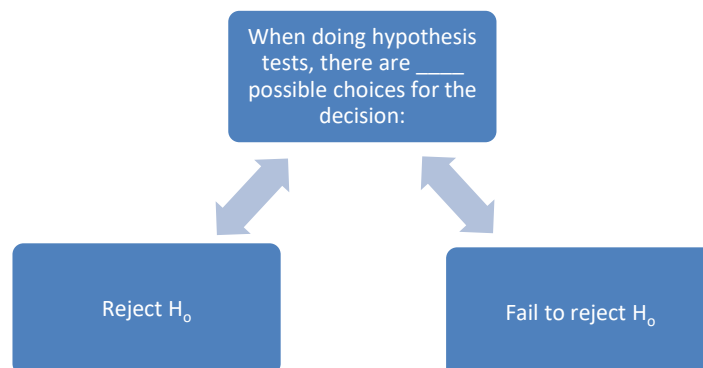 When doing hypothesis
tests, there are ____
possible choices for the
decision:
Reject Hₒ
Fail to reject Hₒ